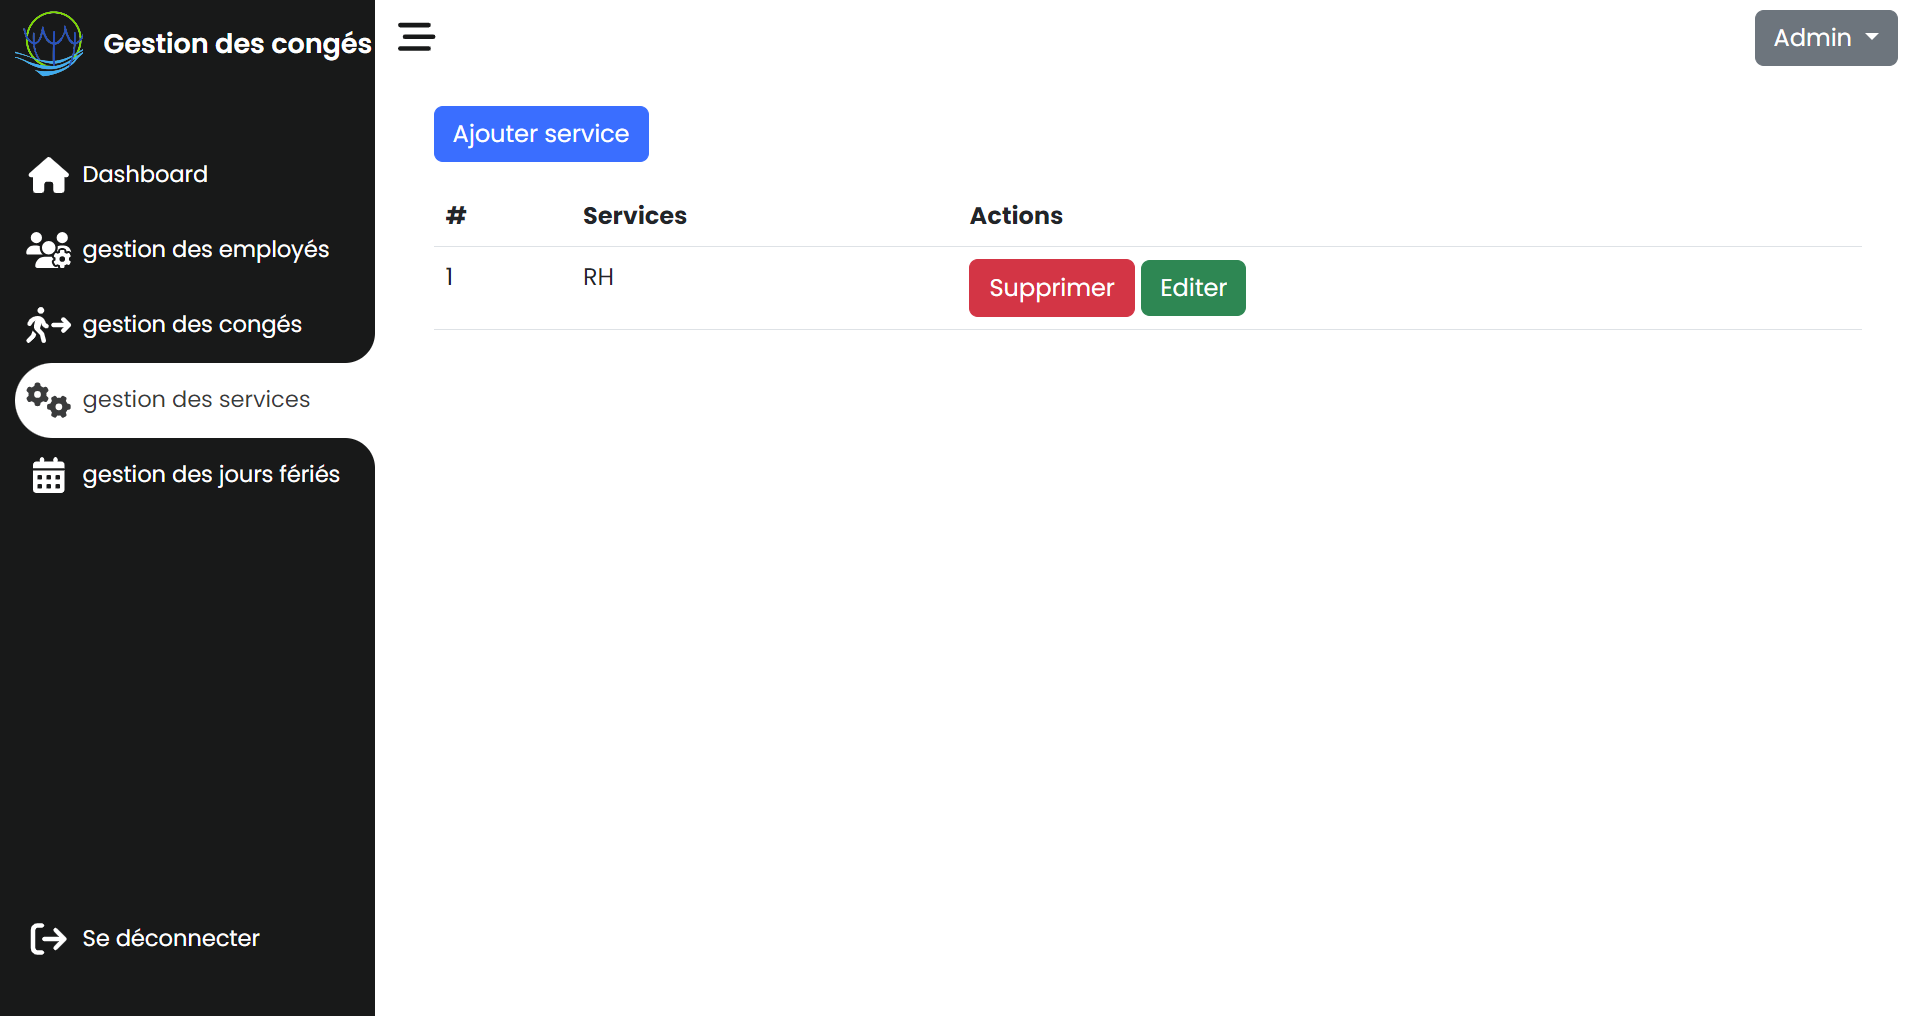 Gestion des congés
Admin
Dashboard
gestion des employés
gestion des congés
gestion des services
gestion des jours fériés
Se déconnecter
Ajouter service
# Services Actions
1 RH Supprimer Editer